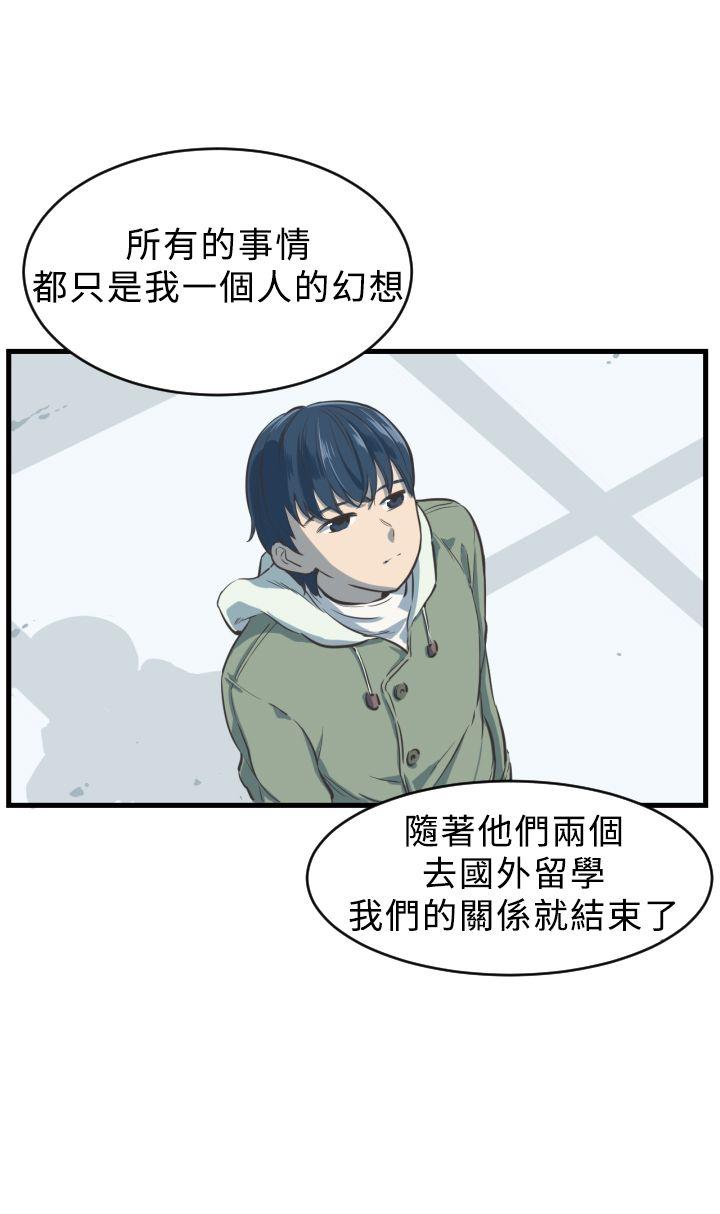 所有的事情
都只是我一個人的幻想
隨著他們兩個
去國外留學
我們的關係就結束了